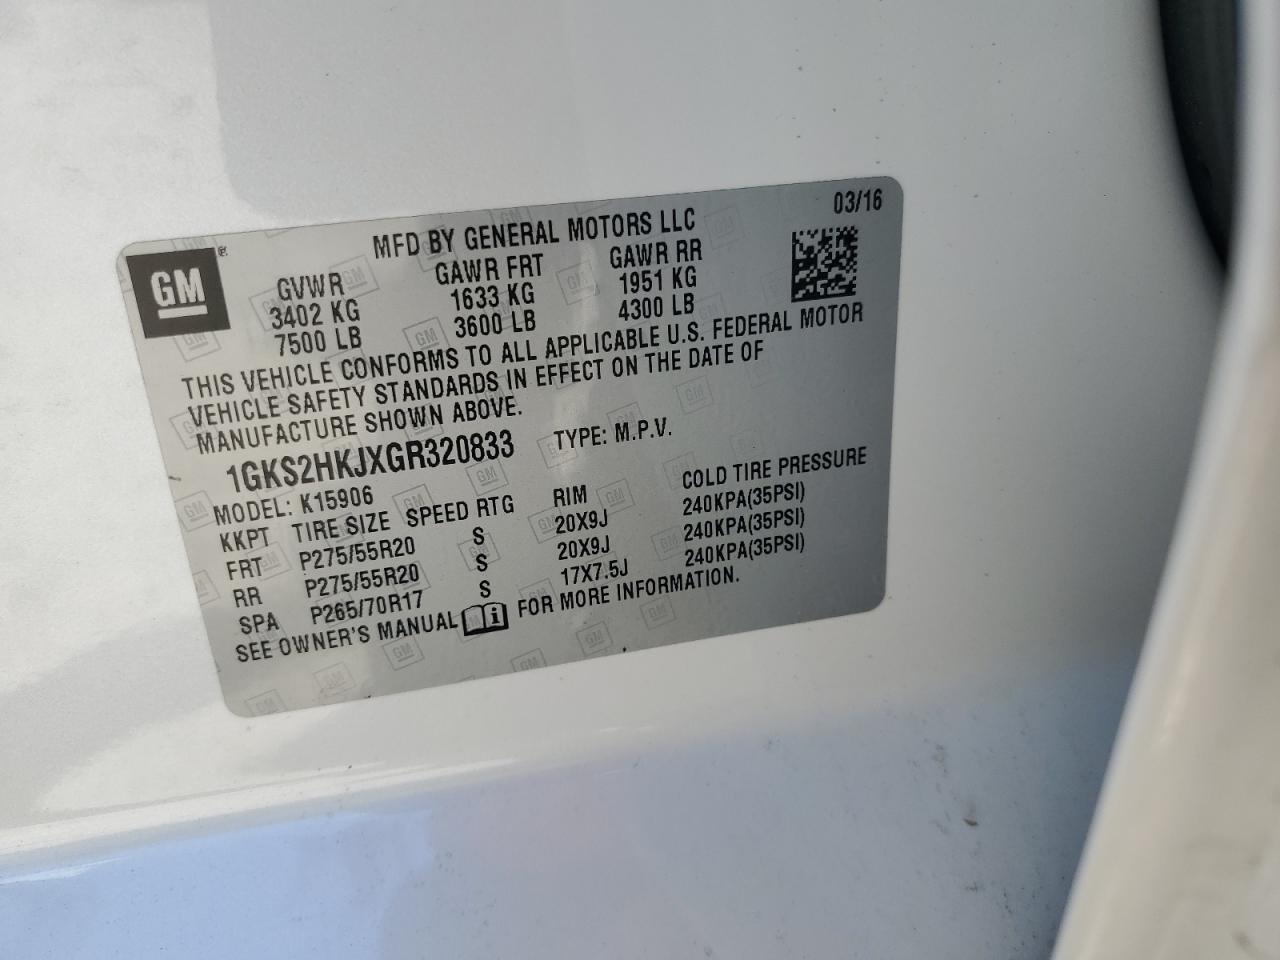 03/16
MFD BY GENERAL MOTORS LLC
GM®
GVWR GAWR FRT GAWR RR
3402 KG 1633 KG 1951 KG
7500 LB 3600 LB 4300 LB
THIS VEHICLE CONFORMS TO ALL APPLICABLE U.S. FEDERAL MOTOR
VEHICLE SAFETY STANDARDS IN EFFECT ON THE DATE OF
MANUFACTURE SHOWN ABOVE.
1GKS2HKJXGR320833 TYPE: M.P.V.
MODEL: K15906
KKPT TIRE SIZE SPEED RTG RIM COLD TIRE PRESSURE
FRT P275/55R20 S 20X9J 240KPA(35PSI)
RR P275/55R20 S 20X9J 240KPA(35PSI)
SPA P265/70R17 S 17X7.5J 240KPA(35PSI)
SEE OWNER'S MANUAL i FOR MORE INFORMATION.